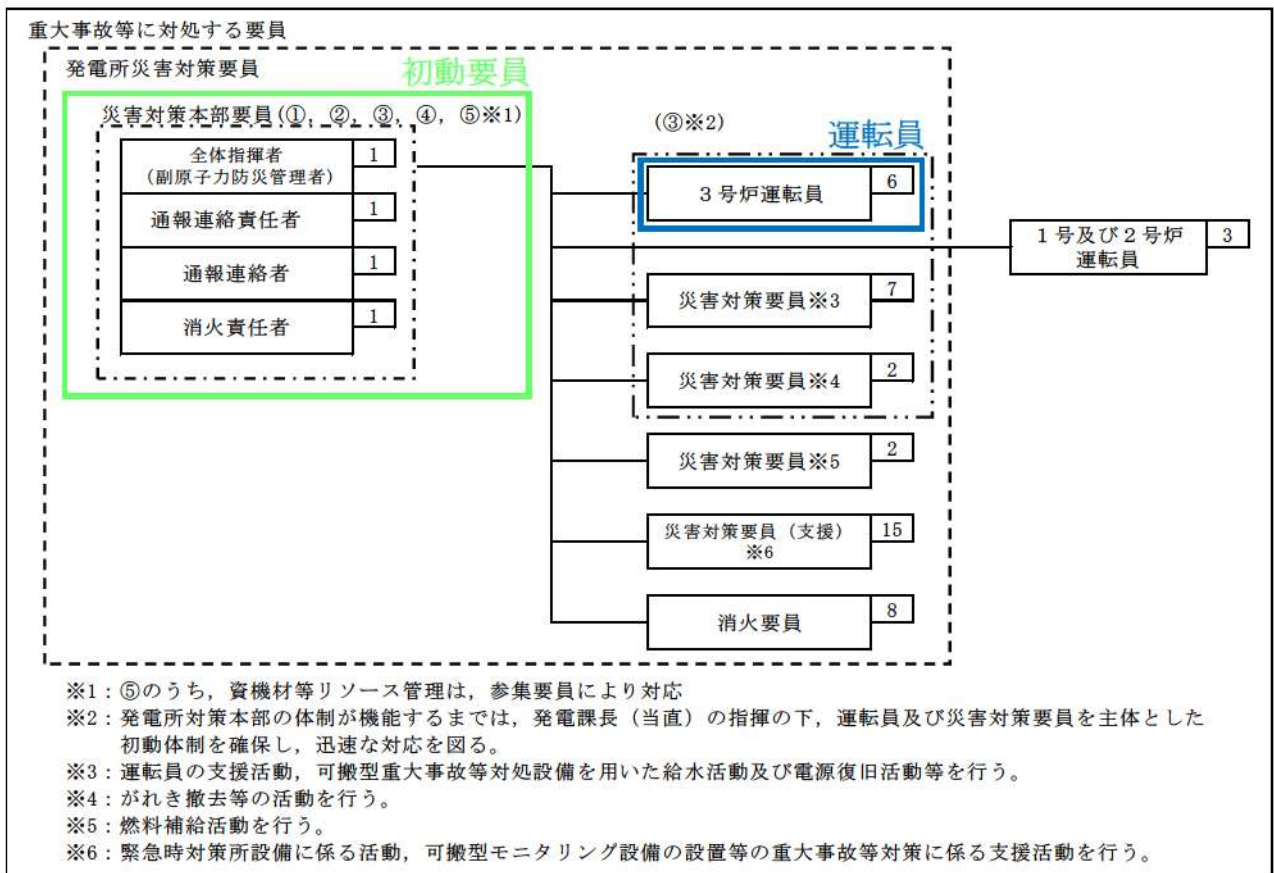 重大事故等に対処する要員
発電所災害対策要員
初動要員
災害対策本部要員(①,②,③,④,⑤※1)
全体指揮者
(副原子力防災管理者)
1
通報連絡責任者
1
通報連絡者
1
消火責任者
1
(③※2)
運転員
3号炉運転員
6
1号及び2号炉
運転員
3
災害対策要員※3
7
災害対策要員※4
2
災害対策要員※5
2
災害対策要員(支援)
※6
15
消火要員
8
※1:⑤のうち,資機材等リソース管理は,参集要員により対応
※2:発電所対策本部の体制が機能するまでは,発電課長(当直)の指揮の下,運転員及び災害対策要員を主体とした
初動体制を確保し,迅速な対応を図る。
※3:運転員の支援活動,可搬型重大事故等対処設備を用いた給水活動及び電源復旧活動等を行う。
※4:がれき撤去等の活動を行う。
※5:燃料補給活動を行う。
※6:緊急時対策所設備に係る活動,可搬型モニタリング設備の設置等の重大事故等対策に係る支援活動を行う。